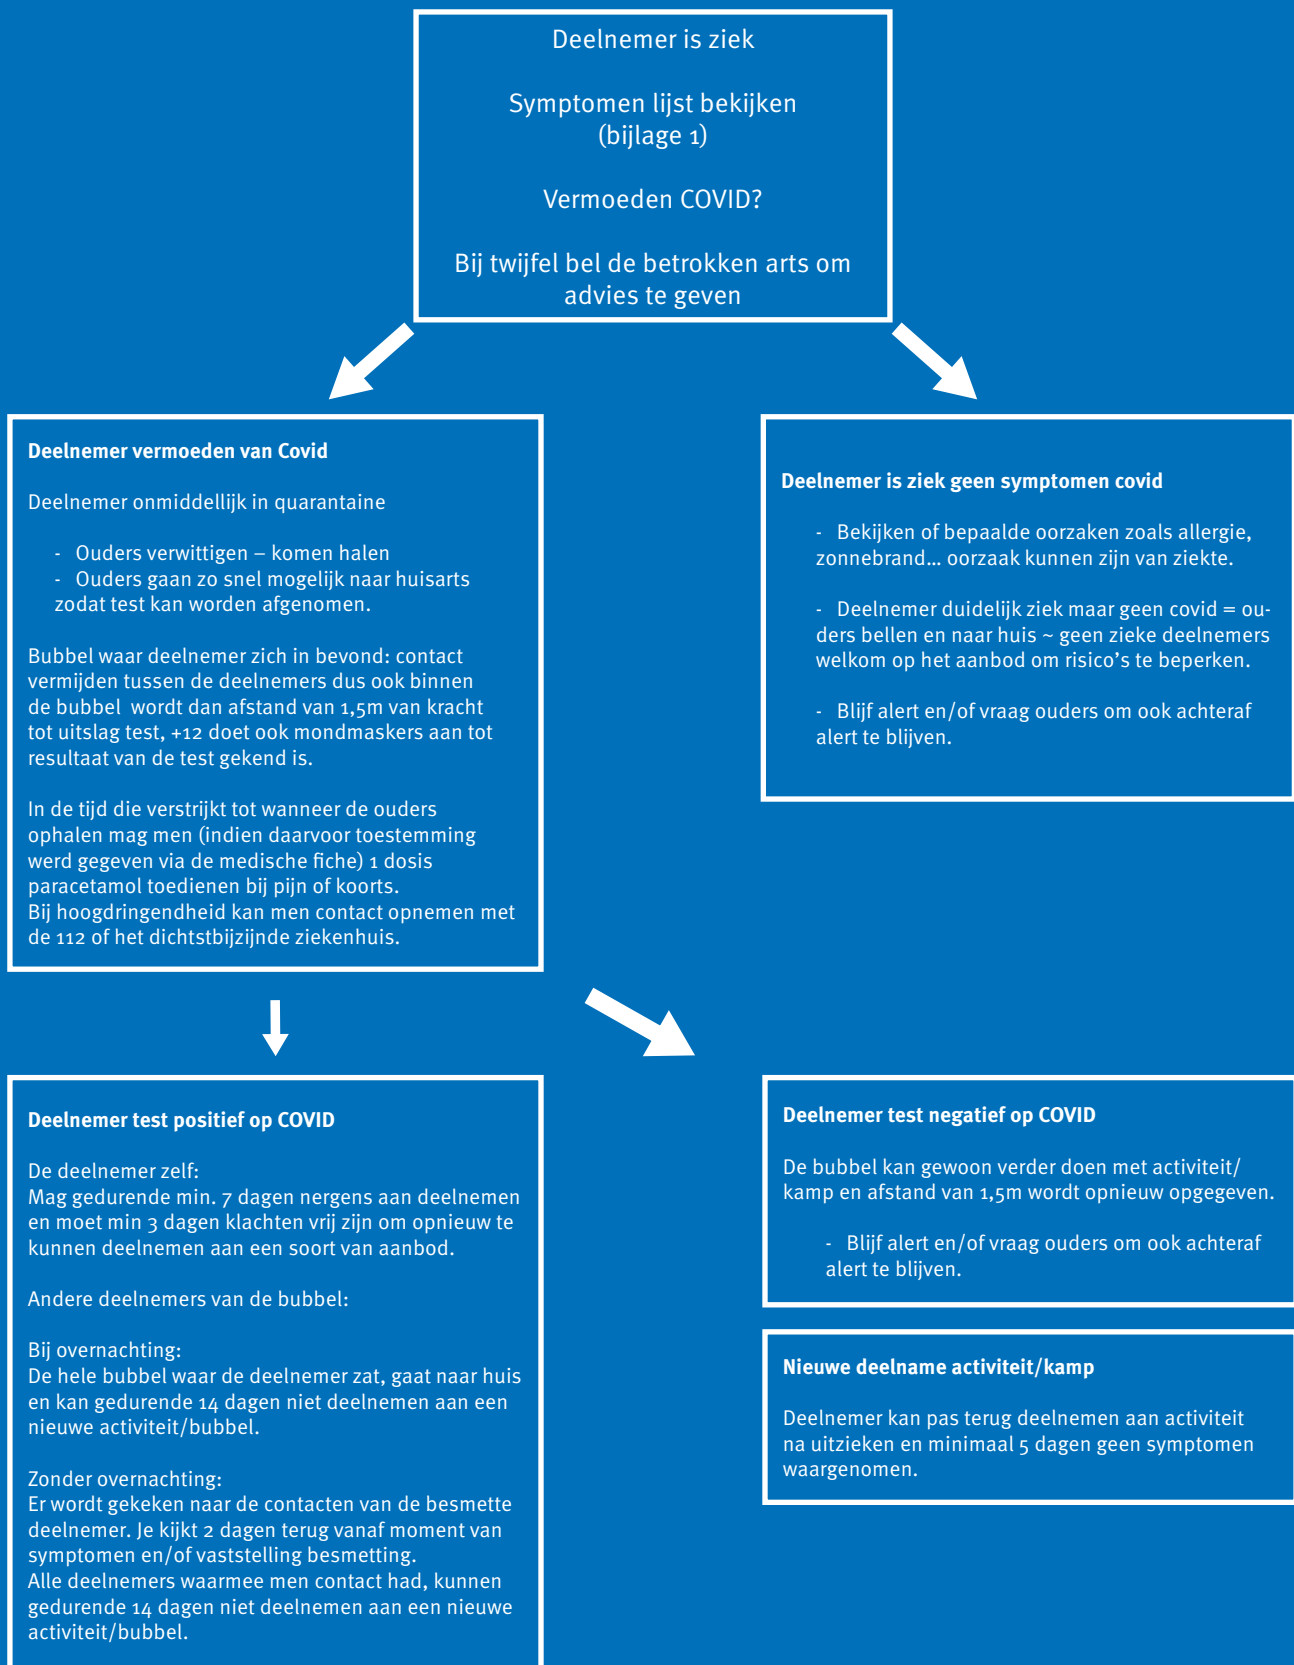 Deelnemer is ziek
Symptomen lijst bekijken
(bijlage 1)
Vermoeden COVID?
Bij twijfel bel de betrokken arts om
advies te geven
Deelnemer vermoeden van Covid
Deelnemer onmiddellijk in quarantaine
- Ouders verwittigen – komen halen
- Ouders gaan zo snel mogelijk naar huisarts
zodat test kan worden afgenomen.
Bubbel waar deelnemer zich in bevond: contact
vermijden tussen de deelnemers dus ook binnen
de bubbel wordt dan afstand van 1,5m van kracht
tot uitslag test, +12 doet ook mondmaskers aan tot
resultaat van de test gekend is.
In de tijd die verstrijkt tot wanneer de ouders
ophalen mag men (indien daarvoor toestemming
werd gegeven via de medische fiche) 1 dosis
paracetamol toedienen bij pijn of koorts.
Bij hoogdringendheid kan men contact opnemen met
de 112 of het dichtstbijzijnde ziekenhuis.
Deelnemer is ziek geen symptomen covid
- Bekijken of bepaalde oorzaken zoals allergie,
zonnebrand... oorzaak kunnen zijn van ziekte.
- Deelnemer duidelijk ziek maar geen covid = ou-
ders bellen en naar huis ~ geen zieke deelnemers
welkom op het aanbod om risico's te beperken.
- Blijf alert en/of vraag ouders om ook achteraf
alert te blijven.
Deelnemer test positief op COVID
De deelnemer zelf:
Mag gedurende min. 7 dagen nergens aan deelnemen
en moet min 3 dagen klachten vrij zijn om opnieuw te
kunnen deelnemen aan een soort van aanbod.
Andere deelnemers van de bubbel:
Bij overnachting:
De hele bubbel waar de deelnemer zat, gaat naar huis
en kan gedurende 14 dagen niet deelnemen aan een
nieuwe activiteit/bubbel.
Zonder overnachting:
Er wordt gekeken naar de contacten van de besmette
deelnemer. Je kijkt 2 dagen terug vanaf moment van
symptomen en/of vaststelling besmetting.
Alle deelnemers waarmee men contact had, kunnen
gedurende 14 dagen niet deelnemen aan een nieuwe
activiteit/bubbel.
Deelnemer test negatief op COVID
De bubbel kan gewoon verder doen met activiteit/
kamp en afstand van 1,5m wordt opnieuw opgegeven.
- Blijf alert en/of vraag ouders om ook achteraf
alert te blijven.
Nieuwe deelname activiteit/kamp
Deelnemer kan pas terug deelnemen aan activiteit
na uitzieken en minimaal 5 dagen geen symptomen
waargenomen.